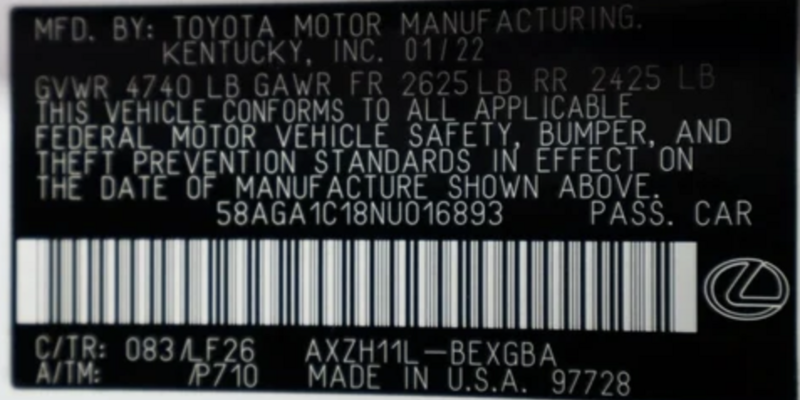 MFD. BY: TOYOTA MOTOR MANUFACTURING.
KENTUCKY, INC. 01/22
GVWR 4740 LB GAWR FR 2625 LB RR 2425 LB
THIS VEHICLE CONFORMS TO ALL APPLICABLE
FEDERAL MOTOR VEHICLE SAFETY, BUMPER, AND
THEFT PREVENTION STANDARDS IN EFFECT ON
THE DATE OF MANUFACTURE SHOWN ABOVE.
58AGA1C18NU016893 PASS. CAR
C/TR: 083/LF26 AXZH11L-BEXGBA
A/TM: /P710 MADE IN U.S.A. 97728